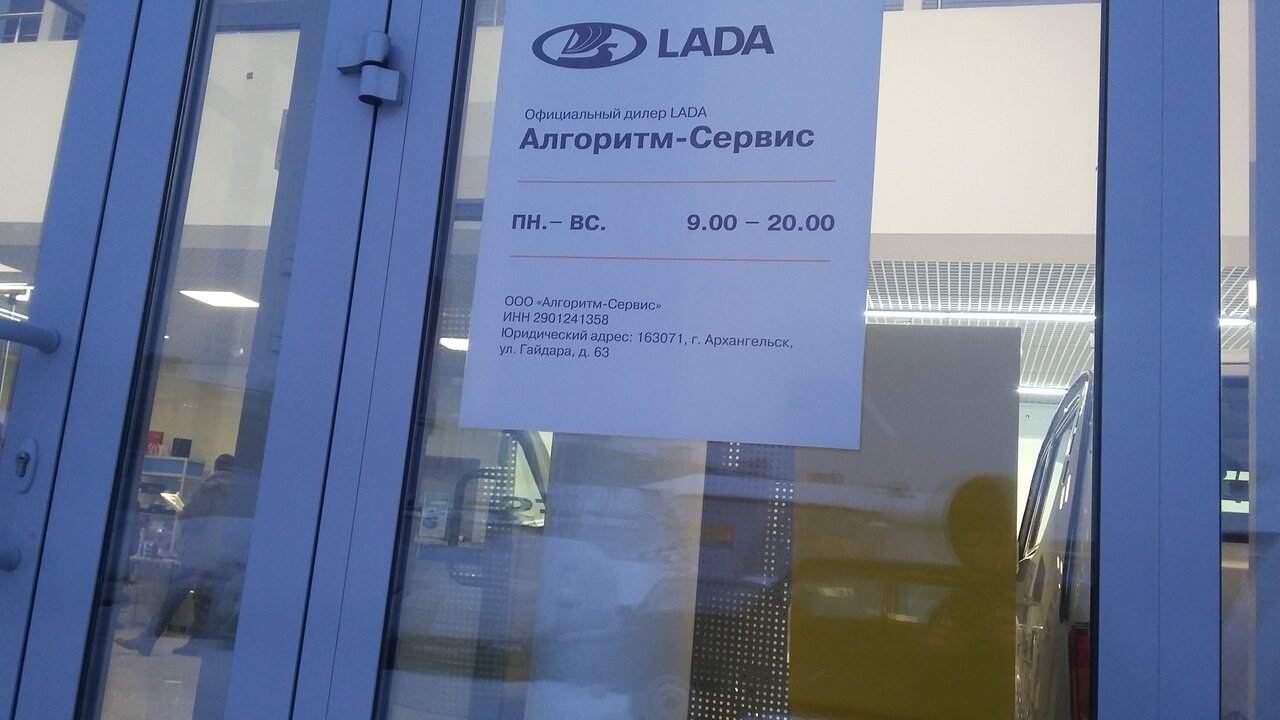 LADA
Официальный дилер LADA
Алгоритм-Сервис
ПН.– ВС. 9.00 – 20.00
ООО «Алгоритм-Сервис»
ИНН 2901241358
Юридический адрес: 163071, г. Архангельск,
ул. Гайдара, д. 63